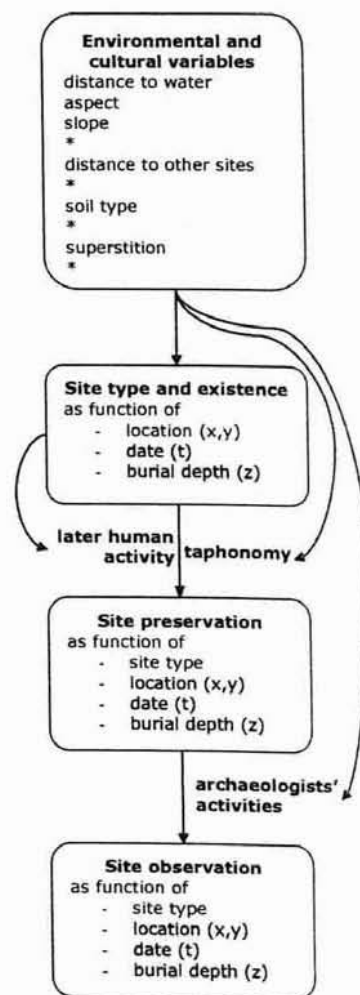 Environmental and
cultural variables
distance to water
aspect
slope
*
distance to other sites
*
soil type
*
superstition
*
Site type and existence
as function of
- location (x,y)
- date (t)
- burial depth (z)
later human
activity
taphonomy
Site preservation
as function of
- site type
- location (x,y)
- date (t)
- burial depth (z)
archaeologists'
activities
Site observation
as function of
- site type
- location (x,y)
- date (t)
- burial depth (z)